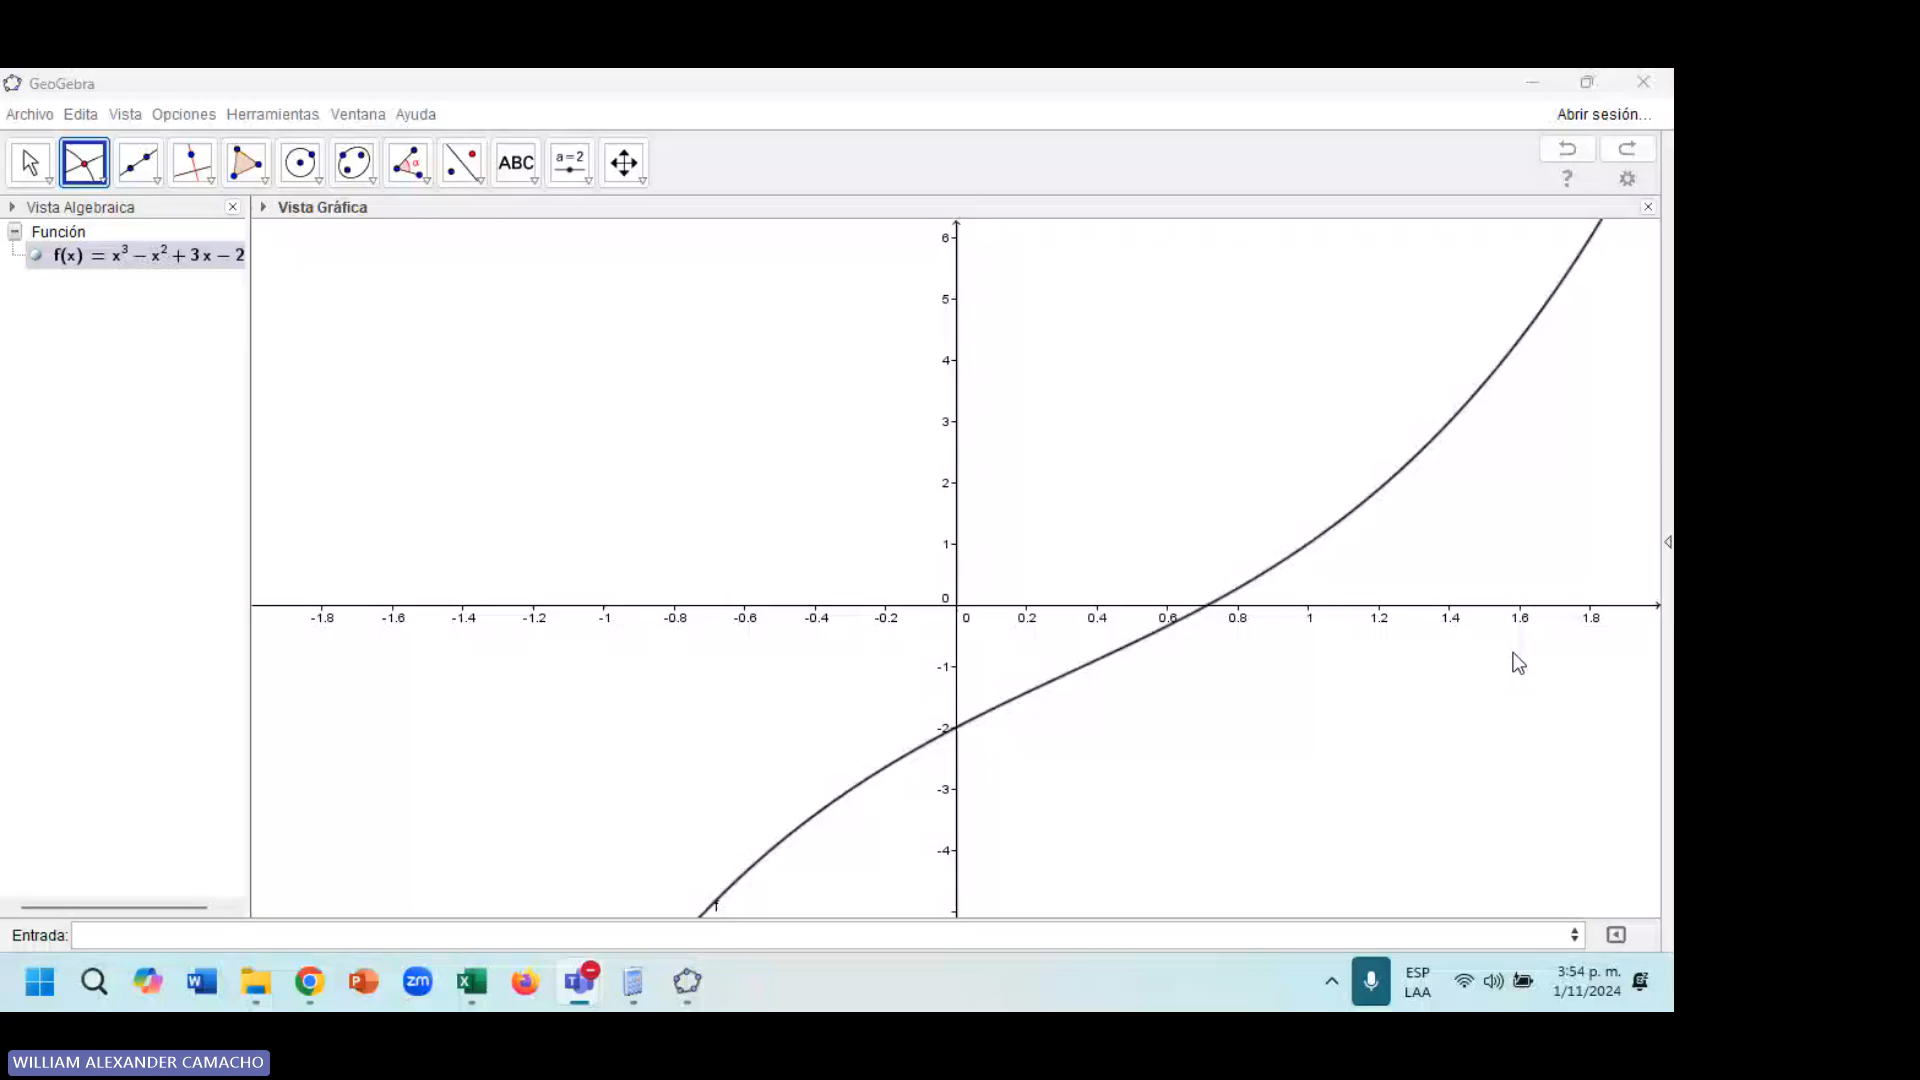 GeoGebra
Archivo Edita Vista Opciones Herramientas Ventana Ayuda
Abrir sesión...
α
ABC
a=2
?
Vista Algebraica
Vista Gráfica
Función
f(x) = x³ − x² + 3 x − 2
6
5
4
3
2
1
0
-1.8 -1.6 -1.4 -1.2 -1 -0.8 -0.6 -0.4 -0.2 0 0.2 0.4 0.6 0.8 1 1.2 1.4 1.6 1.8
-1
-2
-3
-4
f
Entrada:
W
P
zm
X
T
ESP
LAA
3:54 p. m.
1/11/2024
WILLIAM ALEXANDER CAMACHO